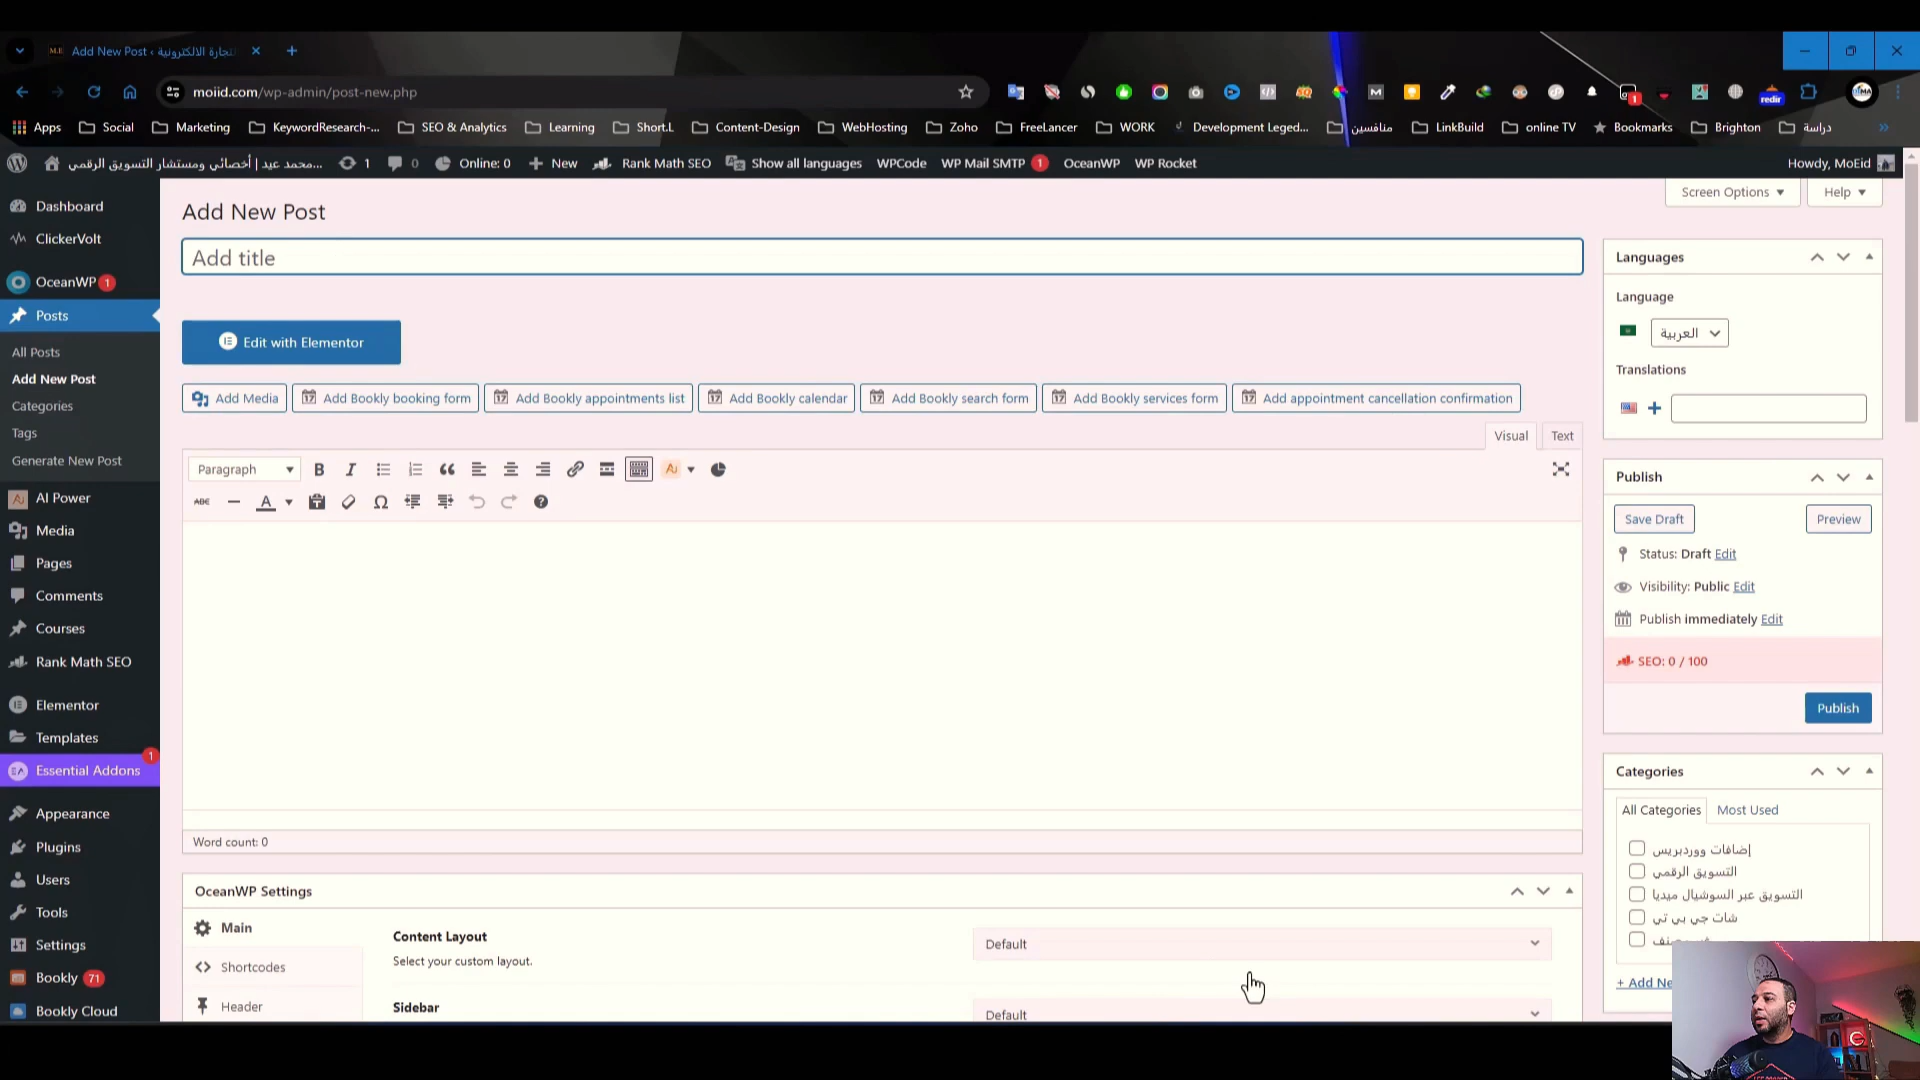 Add New Post ‹ التجارة الالكترونية
moiid.com/wp-admin/post-new.php
redir
1
Apps
Social
Marketing
KeywordResearch-...
SEO & Analytics
Learning
Short.L
Content-Design
WebHosting
Zoho
FreeLancer
WORK
Development Leged...
منافسين
LinkBuild
online TV
Bookmarks
Brighton
دراسة
محمد عيد | أخصائي ومستشار التسويق الرقمي...
1
0
Online: 0
New
Rank Math SEO
Show all languages
WPCode
WP Mail SMTP 1
OceanWP
WP Rocket
Howdy, MoEid
Dashboard
ClickerVolt
OceanWP 1
Posts
All Posts
Add New Post
Categories
Tags
Generate New Post
AI Power
Media
Pages
Comments
Courses
Rank Math SEO
Elementor
Templates
Essential Addons 1
Appearance
Plugins
Users
Tools
Settings
Bookly 71
Bookly Cloud
Screen Options
Help
Add New Post
Add title
Edit with Elementor
Add Media
Add Bookly booking form
Add Bookly appointments list
Add Bookly calendar
Add Bookly search form
Add Bookly services form
Add appointment cancellation confirmation
Visual
Text
Paragraph
Word count: 0
OceanWP Settings
Main
Shortcodes
Header
Content Layout
Select your custom layout.
Default
Sidebar
Default
Languages
Language
العربية
Translations
Publish
Save Draft
Preview
Status: Draft Edit
Visibility: Public Edit
Publish immediately Edit
SEO: 0 / 100
Publish
Categories
All Categories
Most Used
إضافات ووردبريس
التسويق الرقمي
التسويق عبر السوشيال ميديا
شات جي بي تي
+ Add Ne